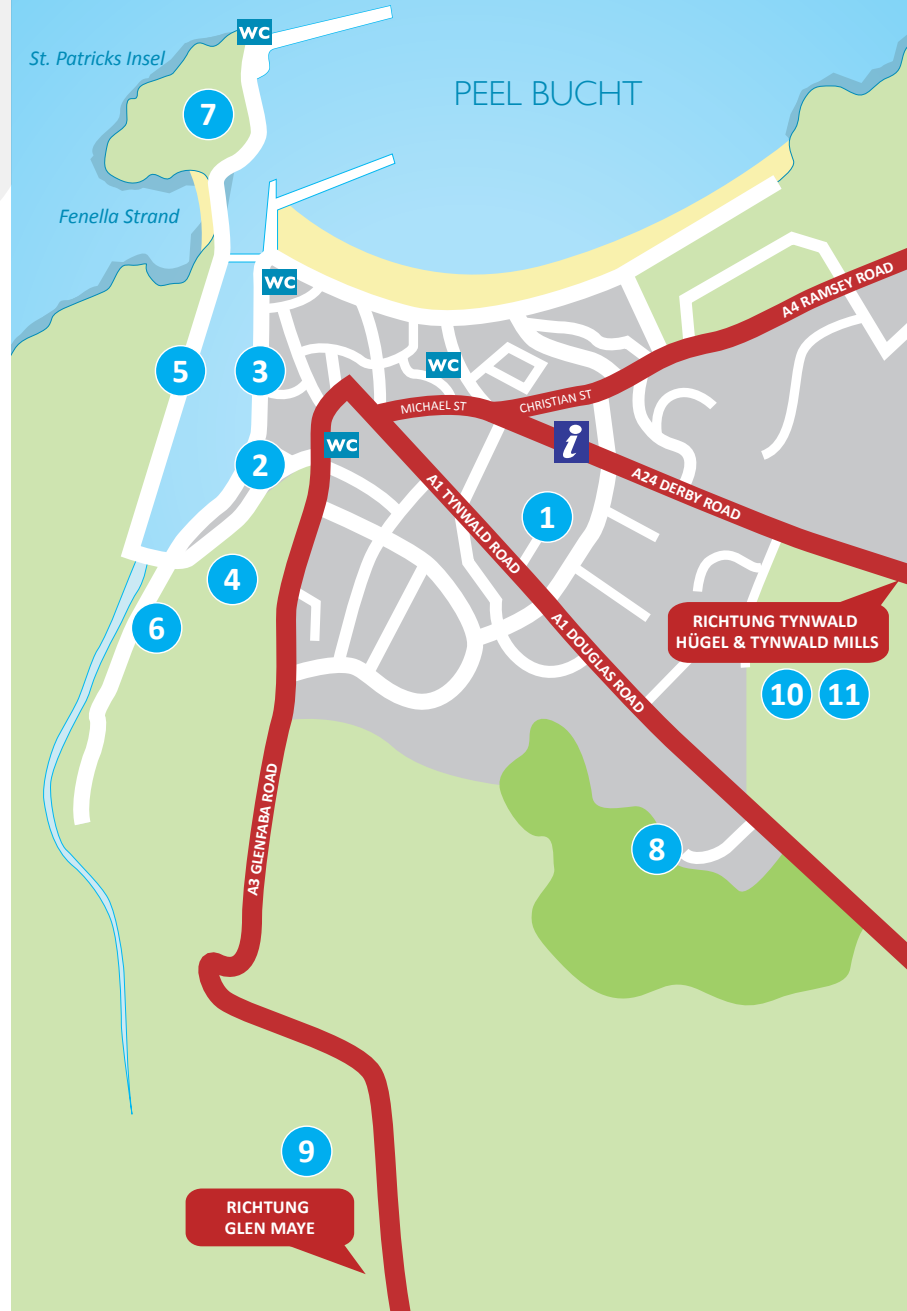 WC
St. Patricks Insel
PEEL BUCHT
7
Fenella Strand
WC
A4 RAMSEY ROAD
5
3
WC
MICHAEL ST
CHRISTIAN ST
WC
i
2
A24 DERBY ROAD
A1 TYNWALD ROAD
1
4
6
RICHTUNG TYNWALD
HÜGEL & TYNWALD MILLS
A1 DOUGLAS ROAD
10
11
A3 GLENFABA ROAD
8
9
RICHTUNG
GLEN MAYE